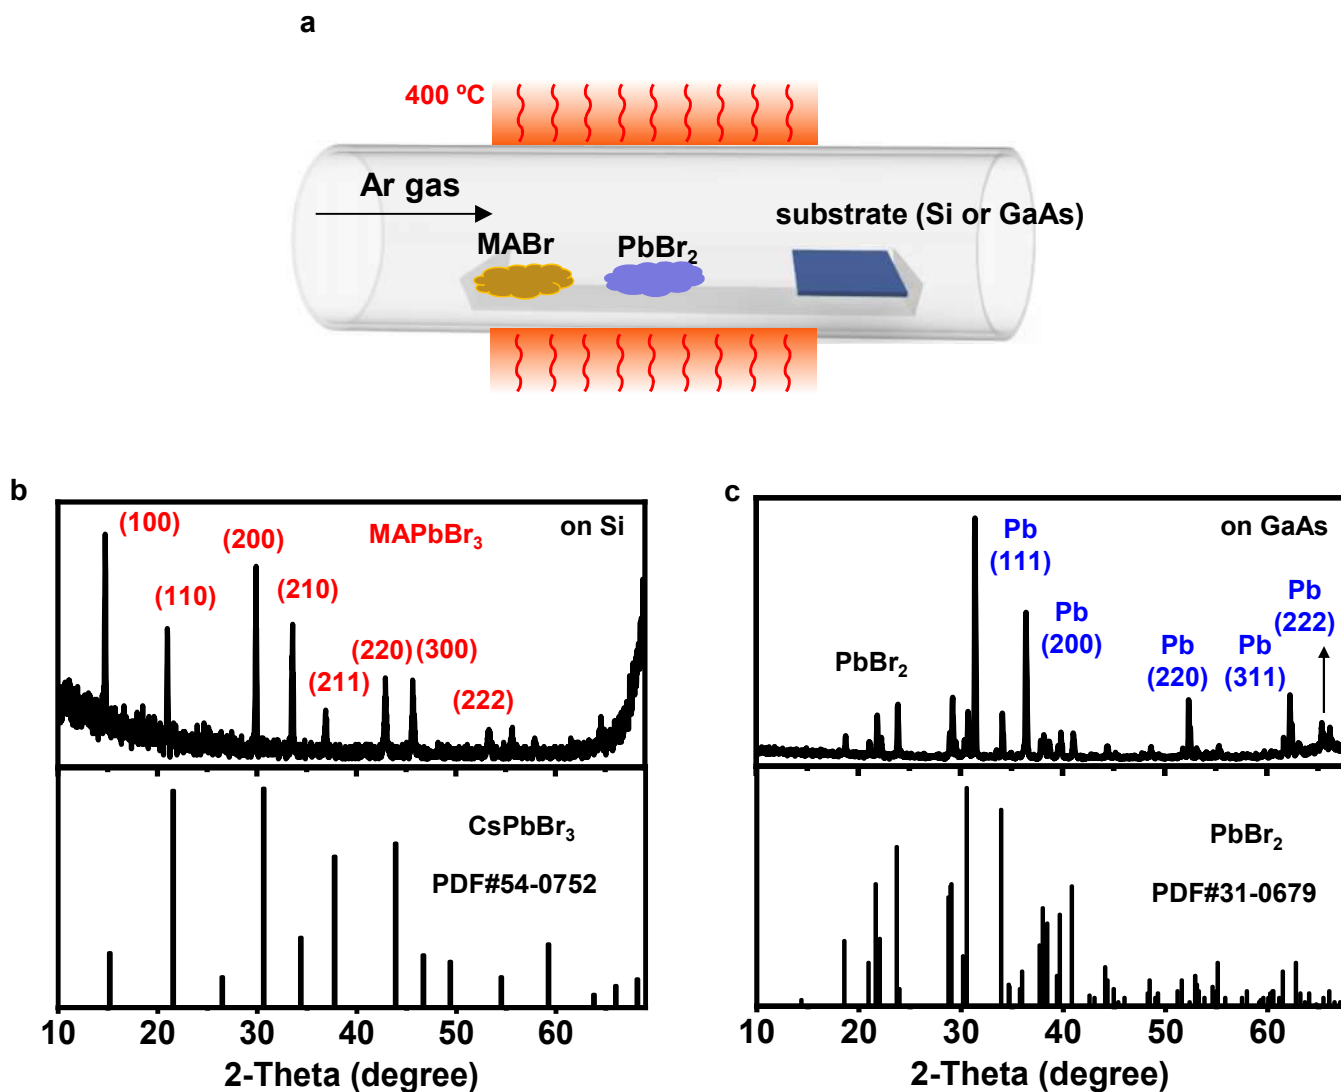 a
400 ºC
Ar gas
substrate (Si or GaAs)
MABr
PbBr₂
b
(100)
(200)
MAPbBr₃
on Si
(110)
(210)
(220)
(300)
(211)
(222)
CsPbBr₃
PDF#54-0752
10 20 30 40 50 60
2-Theta (degree)
c
on GaAs
Pb
(111)
Pb
(200)
Pb
(220)
Pb
(311)
Pb
(222)
PbBr₂
PbBr₂
PDF#31-0679
10 20 30 40 50 60
2-Theta (degree)